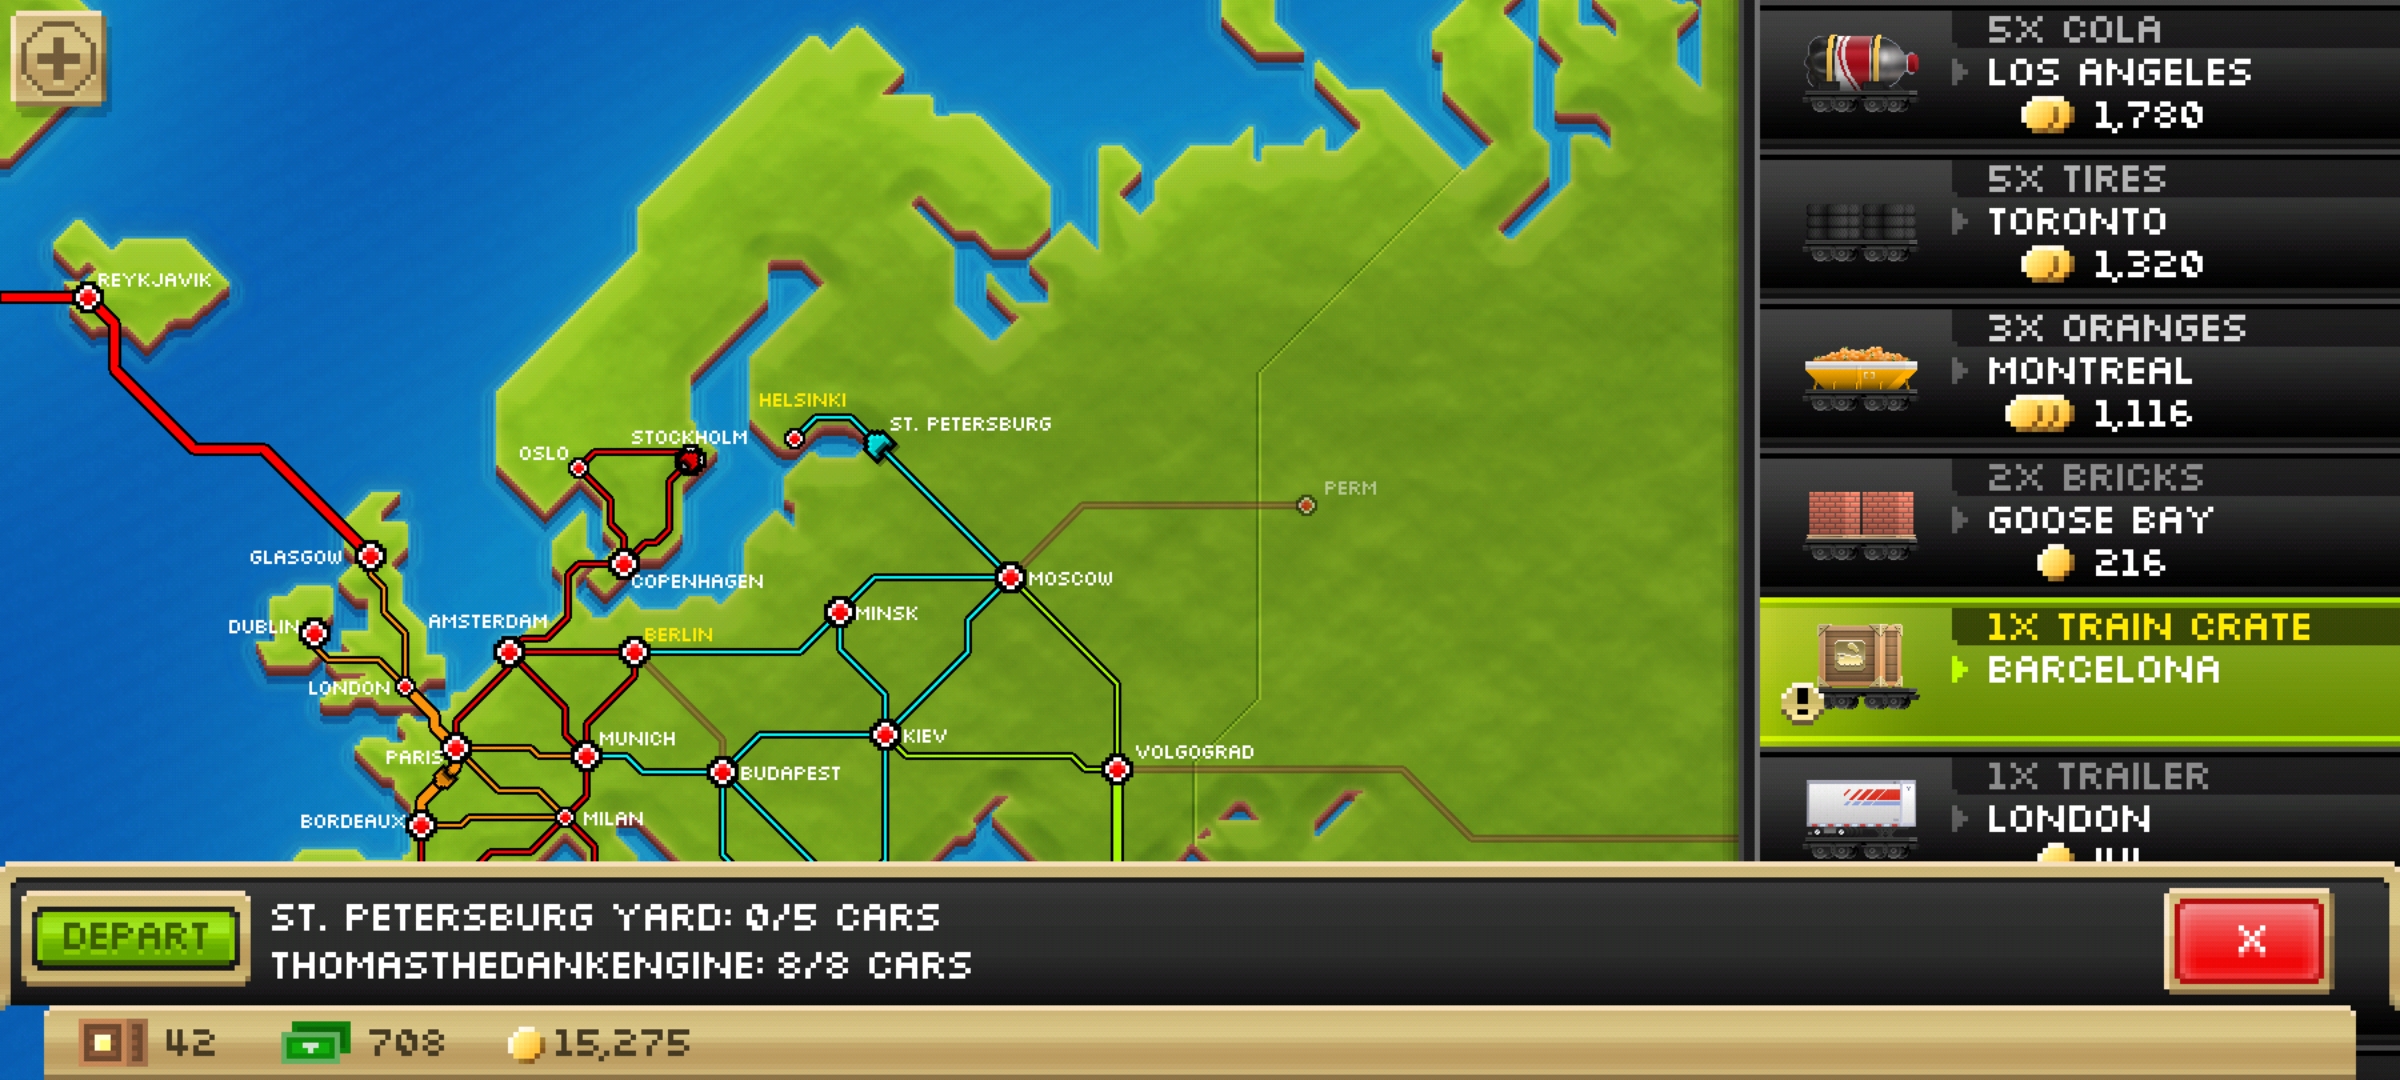 REYKJAVIK
HELSINKI
ST. PETERSBURG
STOCKHOLM
OSLO
PERM
GLASGOW
COPENHAGEN
MOSCOW
DUBLIN
AMSTERDAM
MINSK
BERLIN
LONDON
MUNICH
KIEV
PARIS
BUDAPEST
VOLGOGRAD
BORDEAUX
MILAN
5X COLA
LOS ANGELES
1,780
5X TIRES
TORONTO
1,320
3X ORANGES
MONTREAL
1,116
2X BRICKS
GOOSE BAY
216
1X TRAIN CRATE
BARCELONA
1X TRAILER
LONDON
DEPART
ST. PETERSBURG YARD: 0/5 CARS
THOMASTHEDANKENGINE: 8/8 CARS
X
42
708
15,275